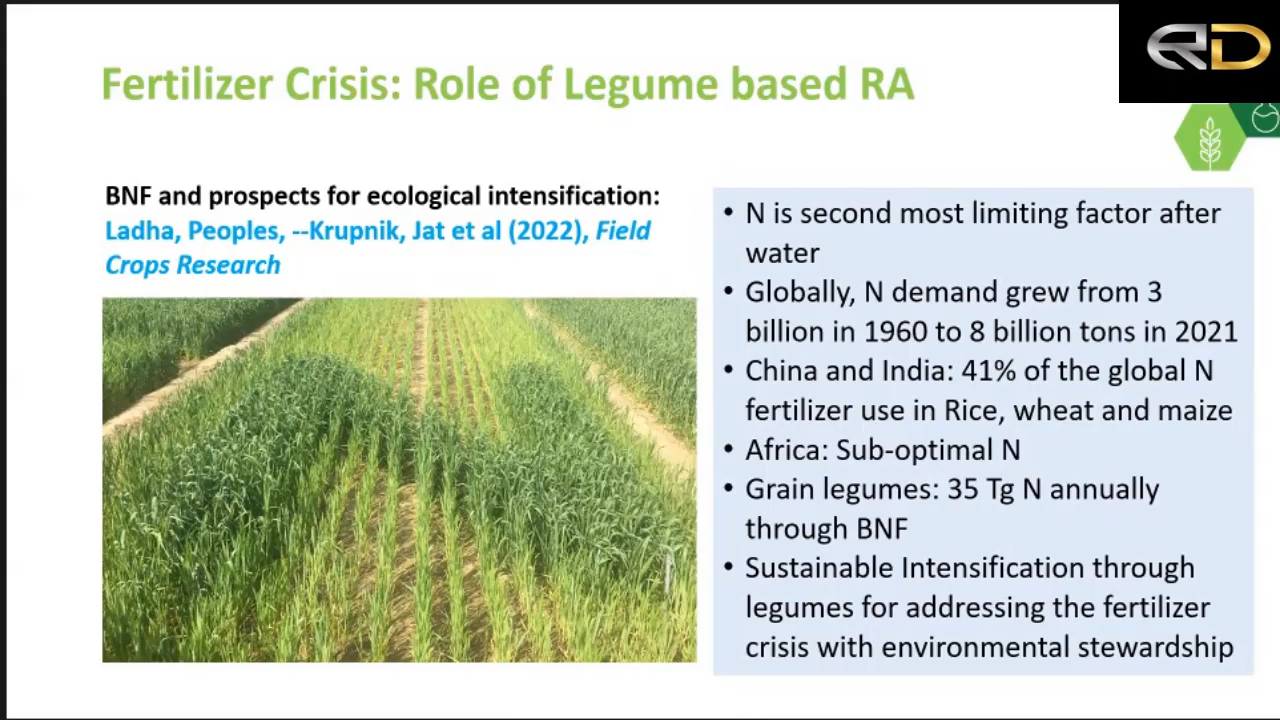 RD
Fertilizer Crisis: Role of Legume based RA
BNF and prospects for ecological intensification:
Ladha, Peoples, --Krupnik, Jat et al (2022), Field
Crops Research
• N is second most limiting factor after
water
• Globally, N demand grew from 3
billion in 1960 to 8 billion tons in 2021
• China and India: 41% of the global N
fertilizer use in Rice, wheat and maize
• Africa: Sub-optimal N
• Grain legumes: 35 Tg N annually
through BNF
• Sustainable Intensification through
legumes for addressing the fertilizer
crisis with environmental stewardship